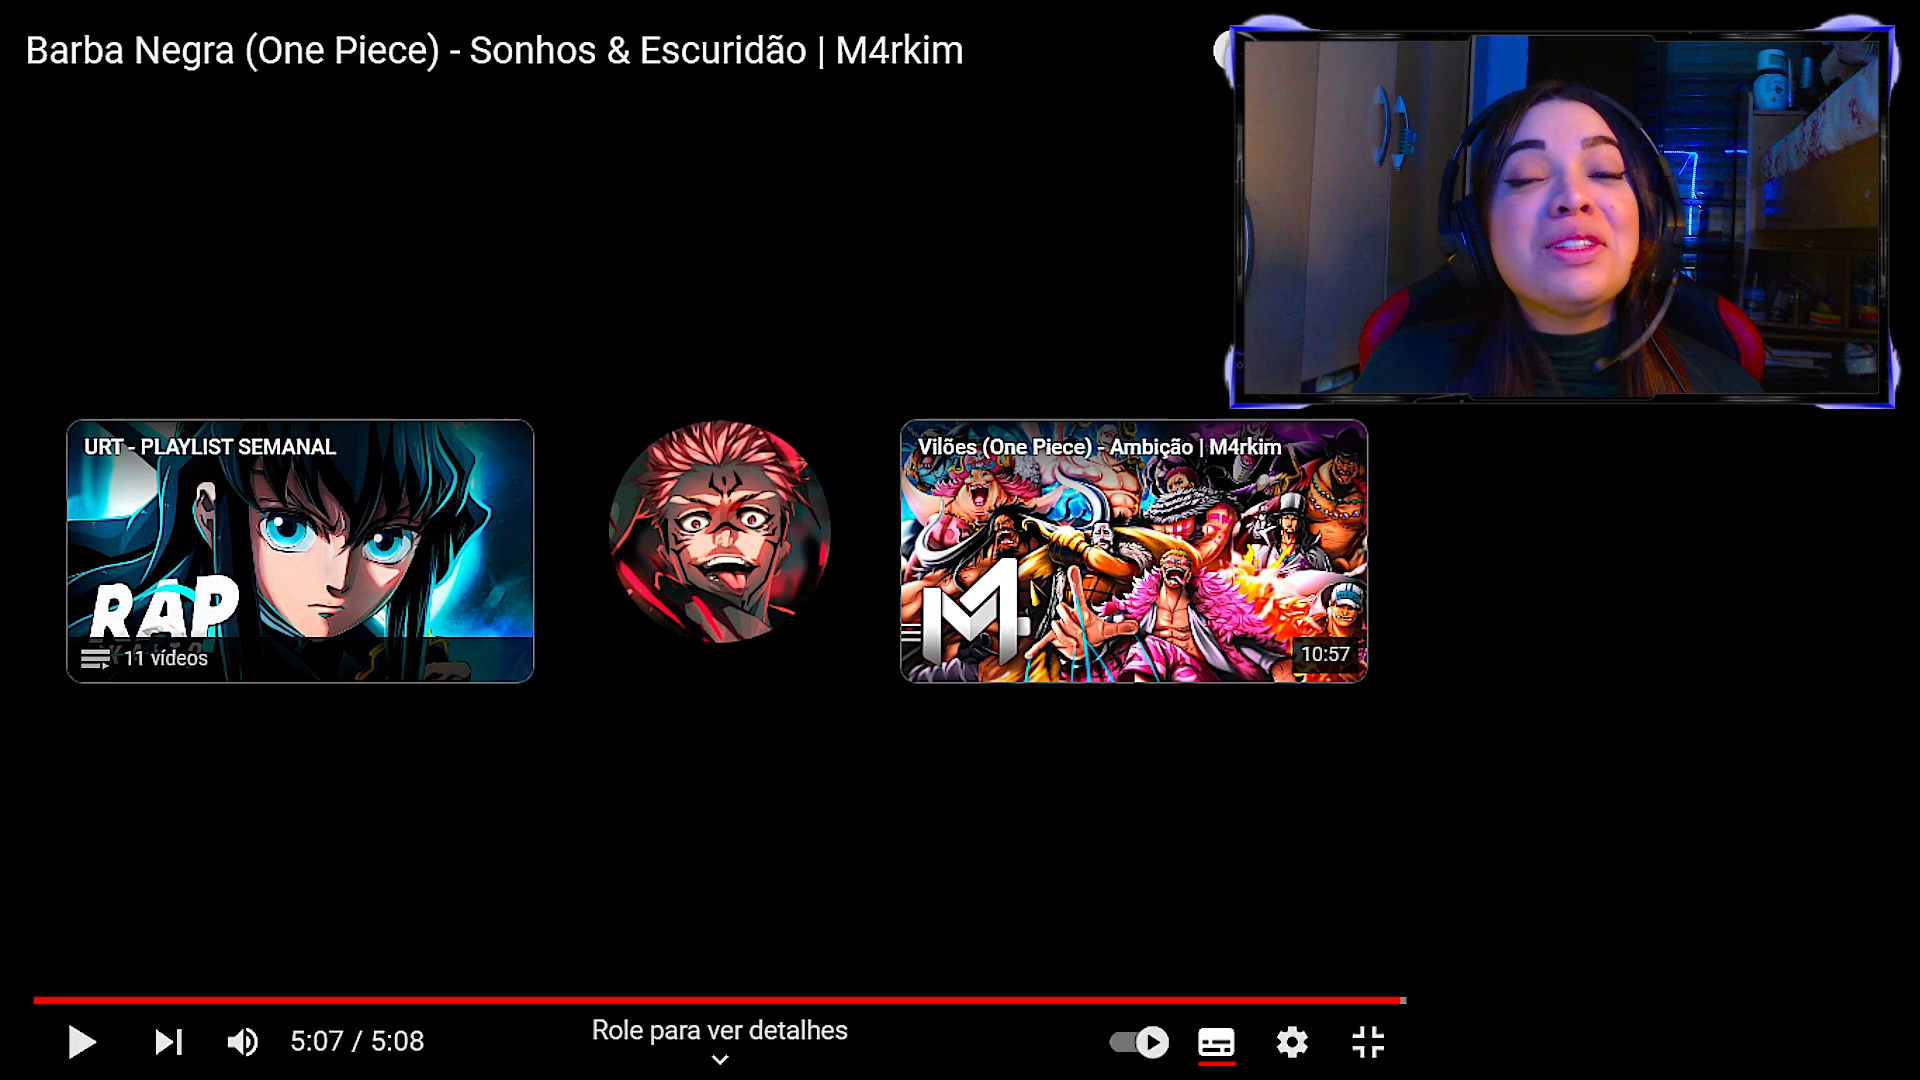 Barba Negra (One Piece) - Sonhos & Escuridão | M4rkim
URT - PLAYLIST SEMANAL
RAP
11 vídeos
Vilões (One Piece) - Ambição | M4rkim
M
10:57
5:07 / 5:08
Role para ver detalhes